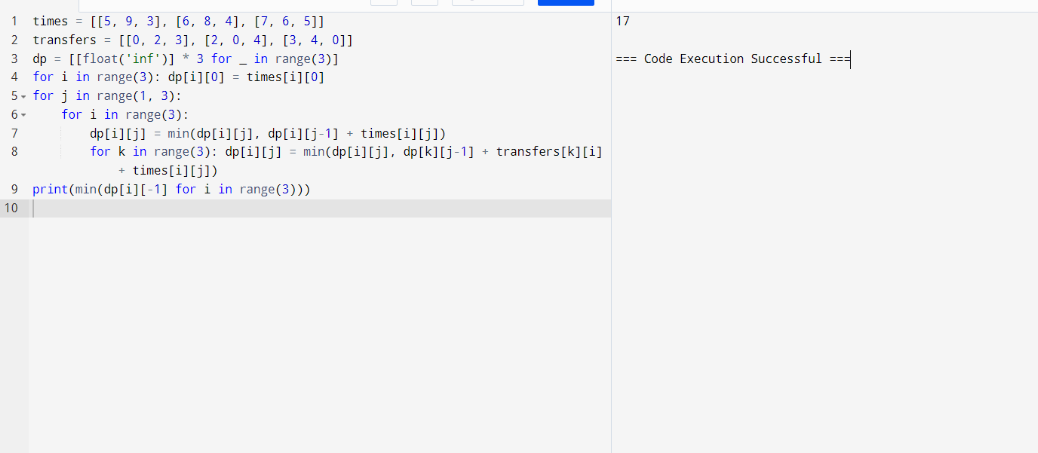 1 times = [[5, 9, 3], [6, 8, 4], [7, 6, 5]]
2 transfers = [[0, 2, 3], [2, 0, 4], [3, 4, 0]]
3 dp = [[float('inf')] * 3 for _ in range(3)]
4 for i in range(3): dp[i][0] = times[i][0]
5 for j in range(1, 3):
6     for i in range(3):
7         dp[i][j] = min(dp[i][j], dp[i][j-1] + times[i][j])
8         for k in range(3): dp[i][j] = min(dp[i][j], dp[k][j-1] + transfers[k][i]
            + times[i][j])
9 print(min(dp[i][-1] for i in range(3)))
10
17
=== Code Execution Successful ===